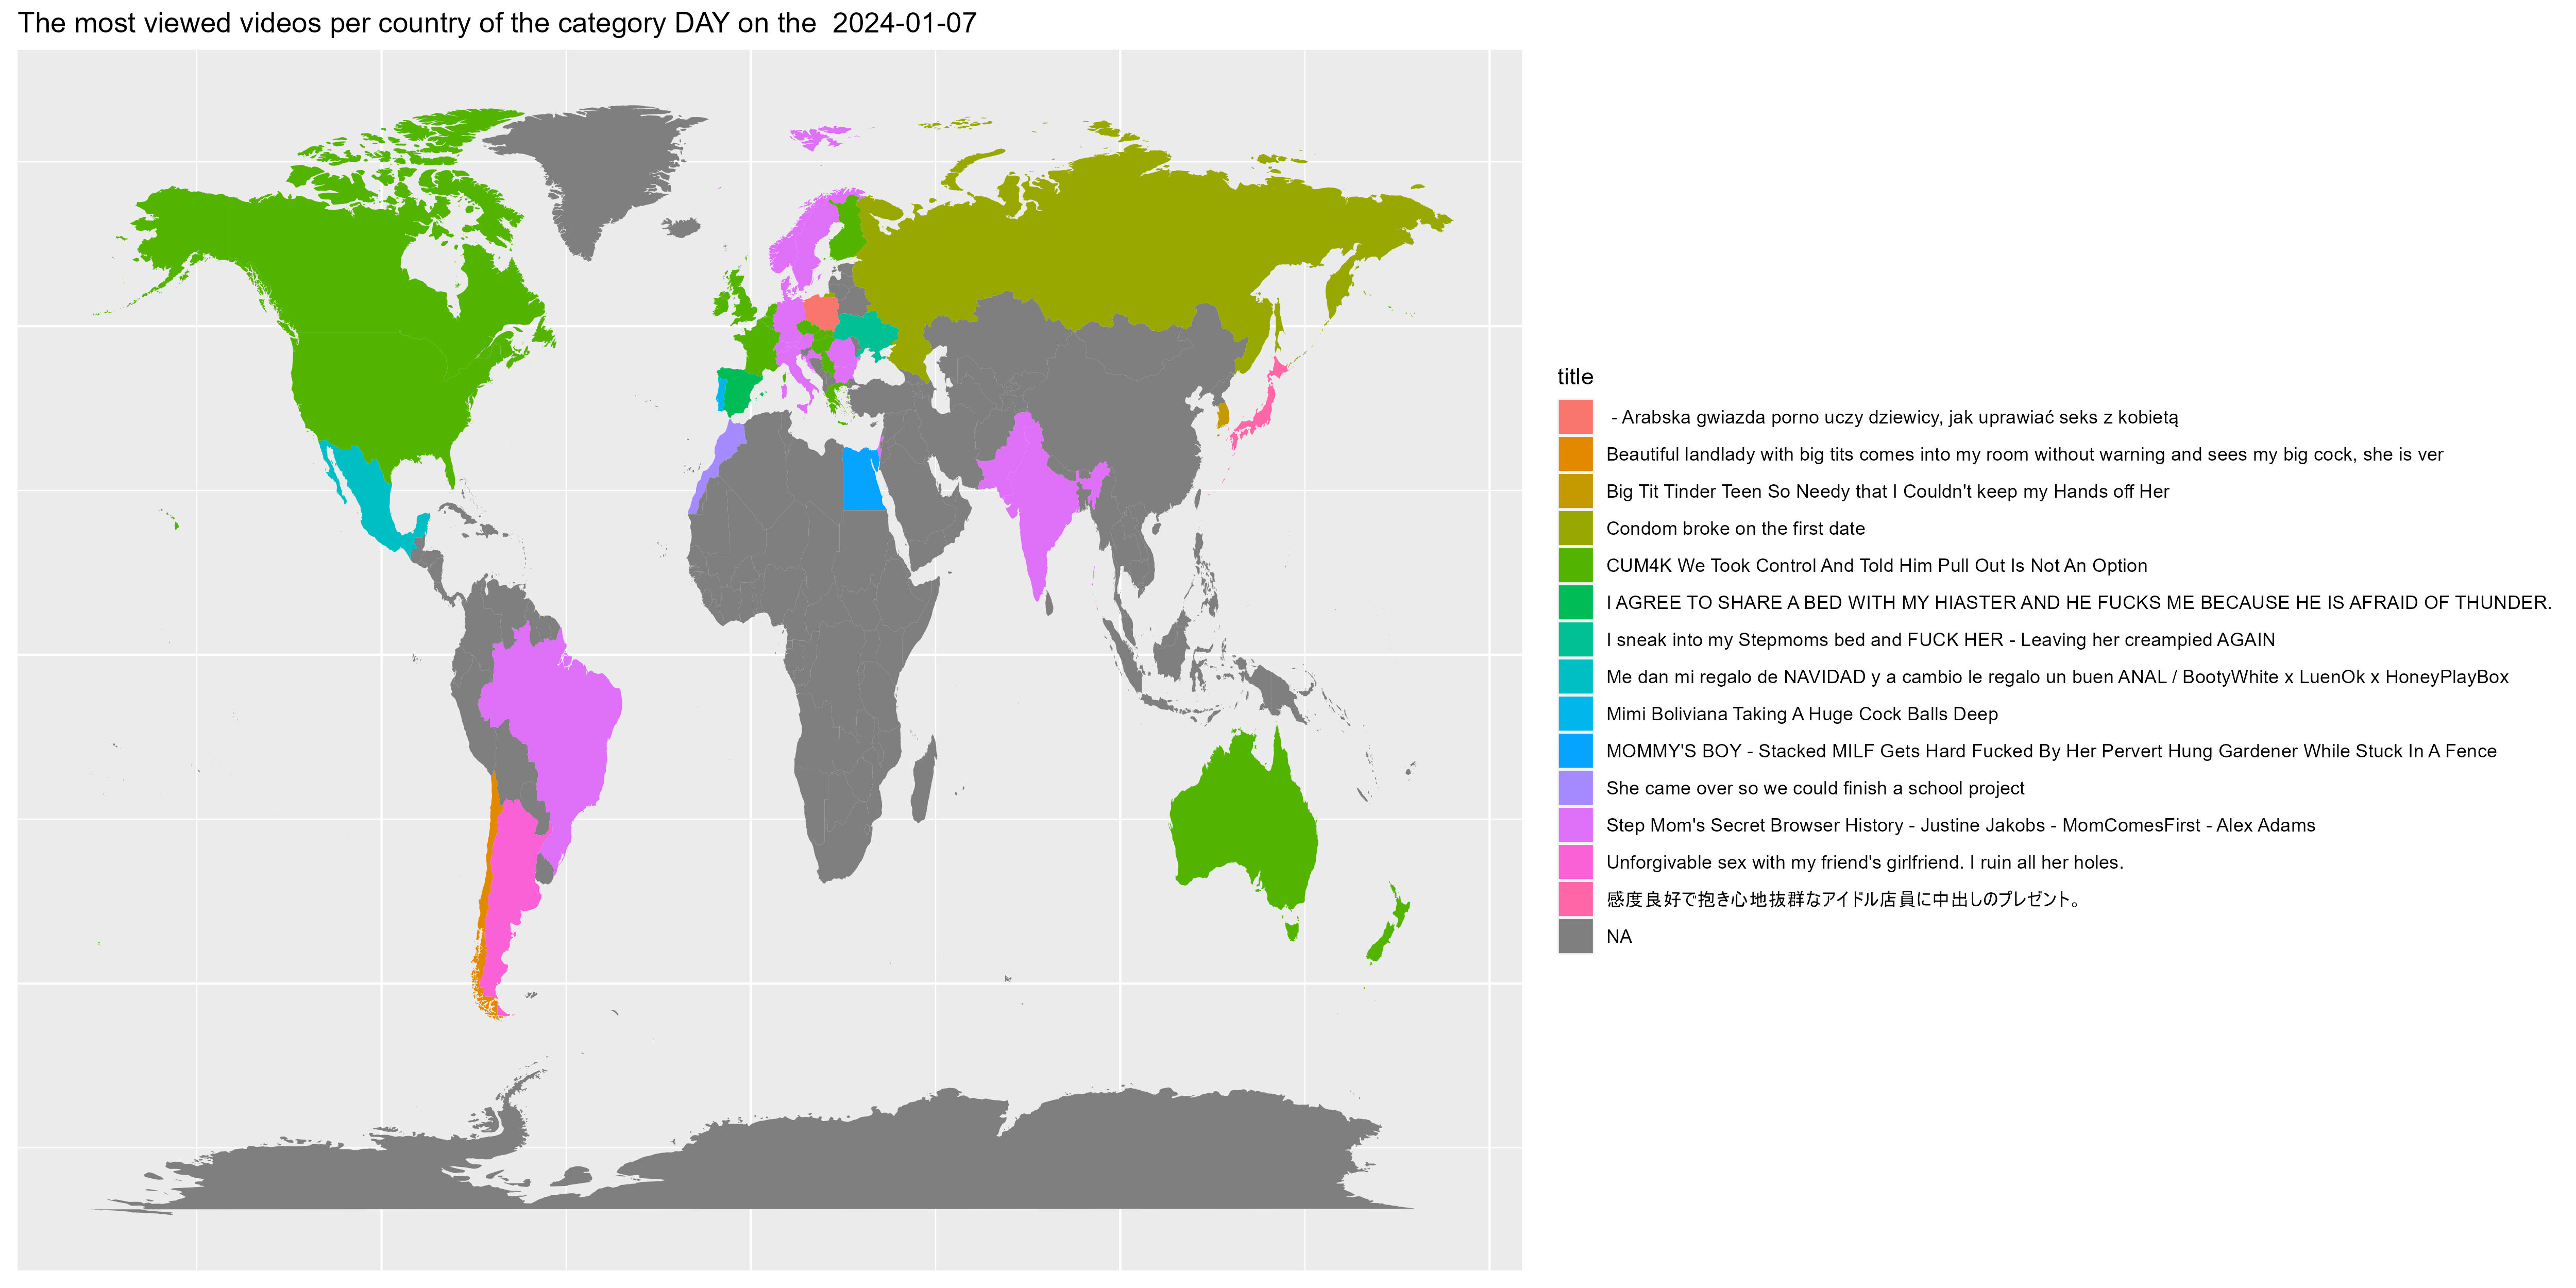 The most viewed videos per country of the category DAY on the 2024-01-07
title
- Arabska gwiazda porno uczy dziewicy, jak uprawiać seks z kobietą
Beautiful landlady with big tits comes into my room without warning and sees my big cock, she is ver
Big Tit Tinder Teen So Needy that I Couldn't keep my Hands off Her
Condom broke on the first date
CUM4K We Took Control And Told Him Pull Out Is Not An Option
I AGREE TO SHARE A BED WITH MY HIASTER AND HE FUCKS ME BECAUSE HE IS AFRAID OF THUNDER.
I sneak into my Stepmoms bed and FUCK HER - Leaving her creampied AGAIN
Me dan mi regalo de NAVIDAD y a cambio le regalo un buen ANAL / BootyWhite x LuenOk x HoneyPlayBox
Mimi Boliviana Taking A Huge Cock Balls Deep
MOMMY'S BOY - Stacked MILF Gets Hard Fucked By Her Pervert Hung Gardener While Stuck In A Fence
She came over so we could finish a school project
Step Mom's Secret Browser History - Justine Jakobs - MomComesFirst - Alex Adams
Unforgivable sex with my friend's girlfriend. I ruin all her holes.
感度良好で抱き心地抜群なアイドル店員に中出しのプレゼント。
NA